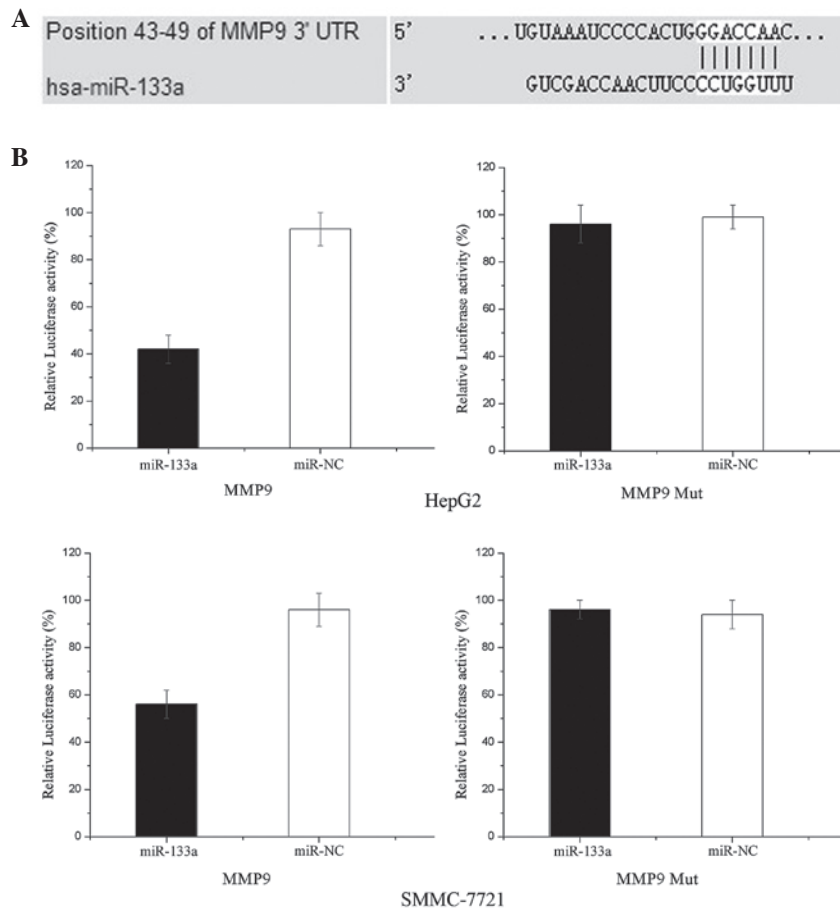 A
Position 43-49 of MMP9 3' UTR 5' ...UGUAAAUCCCCACUGGGACCAAC...
hsa-miR-133a 3' GUCGACCAACUUCCCCUGGUUU
B
120
100
80
60
40
20
0
Relative Luciferase activity (%)
miR-133a miR-NC
MMP9
120
100
80
60
40
20
0
Relative Luciferase activity (%)
miR-133a miR-NC
MMP9 Mut
HepG2
120
100
80
60
40
20
0
Relative Luciferase activity (%)
miR-133a miR-NC
MMP9
120
100
80
60
40
20
0
Relative Luciferase activity (%)
miR-133a miR-NC
MMP9 Mut
SMMC-7721